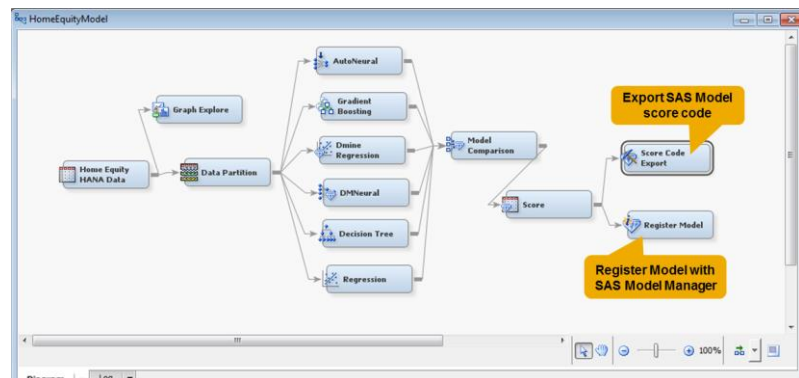 HomeEquityModel
AutoNeural
Graph Explore
Gradient
Boosting
Export SAS Model
score code
Dmine
Regression
Model
Comparison
Score Code
Export
Home Equity
HANA Data
Data Partition
DMNeural
Score
Decision Tree
Register Model
Regression
Register Model with
SAS Model Manager
100%
Diagram
Log